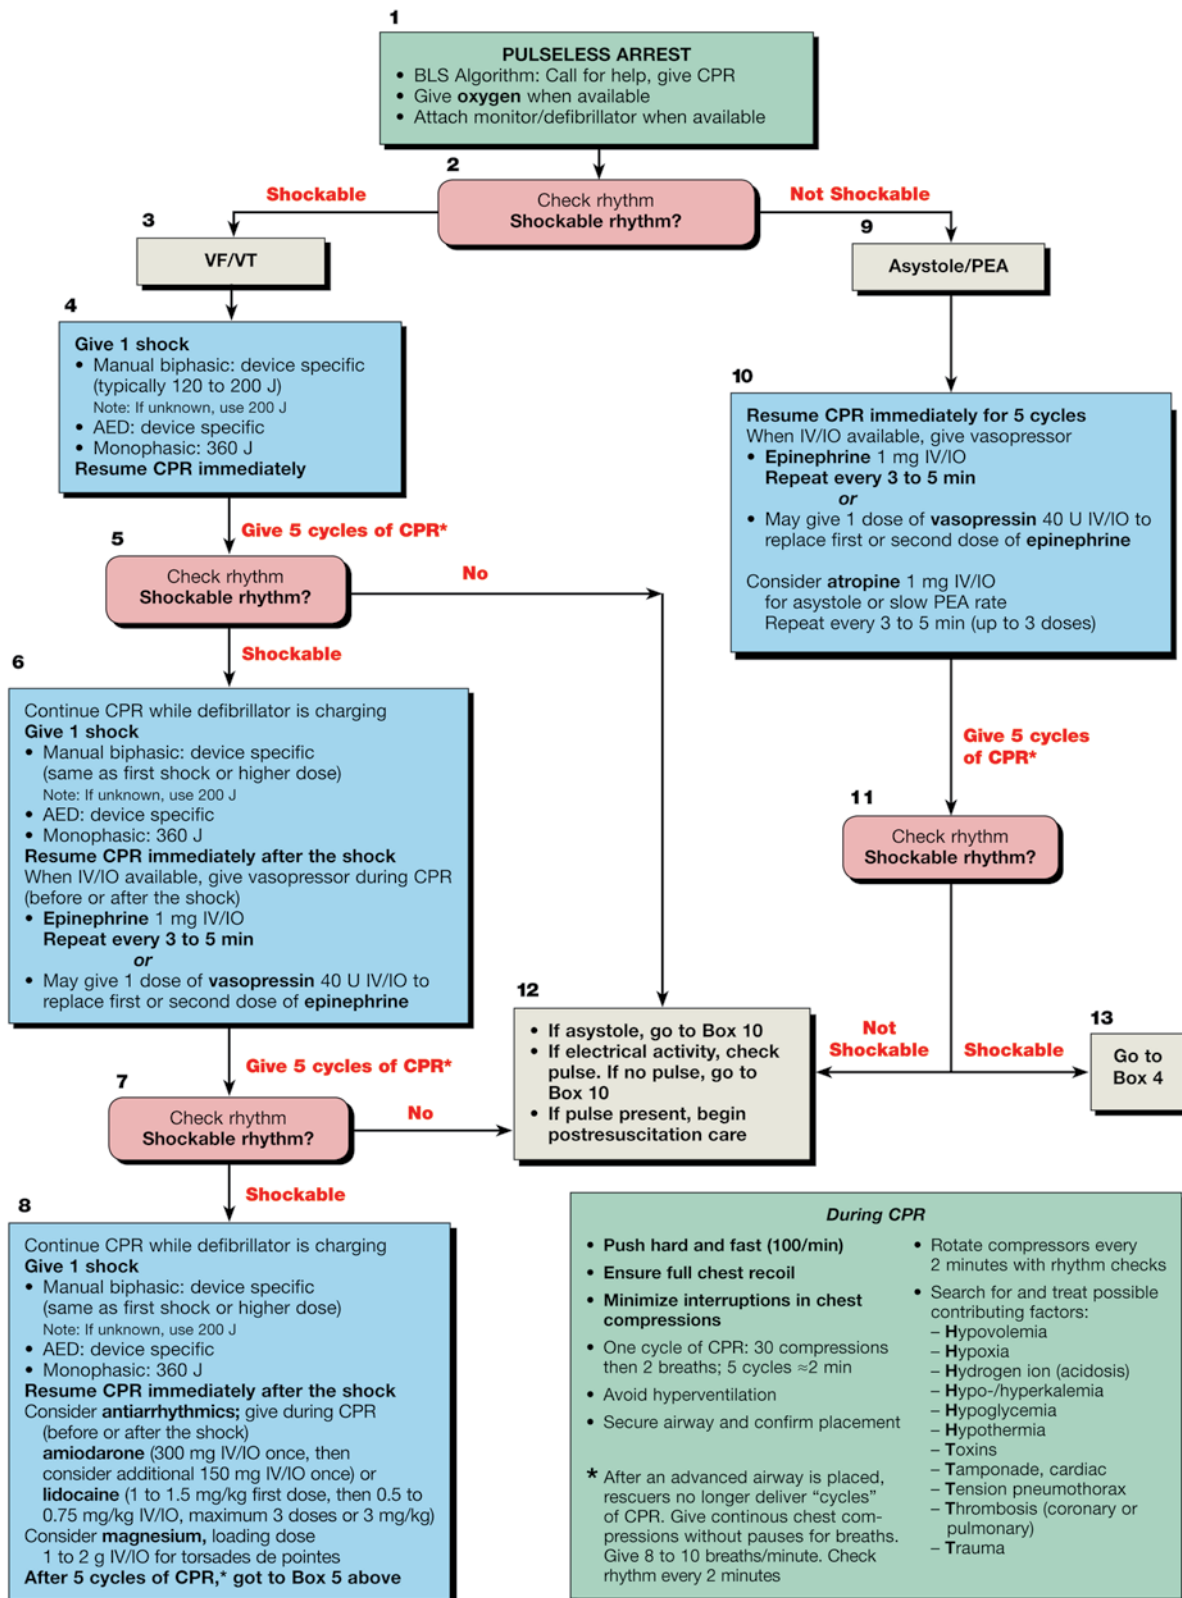 1
PULSELESS ARREST
• BLS Algorithm: Call for help, give CPR
• Give oxygen when available
• Attach monitor/defibrillator when available
2
Shockable
Check rhythm
Shockable rhythm?
Not Shockable
3
VF/VT
9
Asystole/PEA
4
Give 1 shock
• Manual biphasic: device specific
(typically 120 to 200 J)
Note: If unknown, use 200 J
• AED: device specific
• Monophasic: 360 J
Resume CPR immediately
10
Resume CPR immediately for 5 cycles
When IV/IO available, give vasopressor
• Epinephrine 1 mg IV/IO
Repeat every 3 to 5 min
or
• May give 1 dose of vasopressin 40 U IV/IO to
replace first or second dose of epinephrine
Consider atropine 1 mg IV/IO
for asystole or slow PEA rate
Repeat every 3 to 5 min (up to 3 doses)
Give 5 cycles of CPR*
5
Check rhythm
Shockable rhythm?
No
Shockable
6
Continue CPR while defibrillator is charging
Give 1 shock
• Manual biphasic: device specific
(same as first shock or higher dose)
Note: If unknown, use 200 J
• AED: device specific
• Monophasic: 360 J
Resume CPR immediately after the shock
When IV/IO available, give vasopressor during CPR
(before or after the shock)
• Epinephrine 1 mg IV/IO
Repeat every 3 to 5 min
or
• May give 1 dose of vasopressin 40 U IV/IO to
replace first or second dose of epinephrine
Give 5 cycles
of CPR*
11
Check rhythm
Shockable rhythm?
12
• If asystole, go to Box 10
• If electrical activity, check
pulse. If no pulse, go to
Box 10
• If pulse present, begin
postresuscitation care
Not
Shockable
Shockable
13
Go to
Box 4
Give 5 cycles of CPR*
7
Check rhythm
Shockable rhythm?
No
Shockable
8
Continue CPR while defibrillator is charging
Give 1 shock
• Manual biphasic: device specific
(same as first shock or higher dose)
Note: If unknown, use 200 J
• AED: device specific
• Monophasic: 360 J
Resume CPR immediately after the shock
Consider antiarrhythmics; give during CPR
(before or after the shock)
amiodarone (300 mg IV/IO once, then
consider additional 150 mg IV/IO once) or
lidocaine (1 to 1.5 mg/kg first dose, then 0.5 to
0.75 mg/kg IV/IO, maximum 3 doses or 3 mg/kg)
Consider magnesium, loading dose
1 to 2 g IV/IO for torsades de pointes
After 5 cycles of CPR,* got to Box 5 above
During CPR
• Push hard and fast (100/min)
• Ensure full chest recoil
• Minimize interruptions in chest
compressions
• One cycle of CPR: 30 compressions
then 2 breaths; 5 cycles ≈2 min
• Avoid hyperventilation
• Secure airway and confirm placement
* After an advanced airway is placed,
rescuers no longer deliver “cycles”
of CPR. Give continous chest com-
pressions without pauses for breaths.
Give 8 to 10 breaths/minute. Check
rhythm every 2 minutes
• Rotate compressors every
2 minutes with rhythm checks
• Search for and treat possible
contributing factors:
– Hypovolemia
– Hypoxia
– Hydrogen ion (acidosis)
– Hypo-/hyperkalemia
– Hypoglycemia
– Hypothermia
– Toxins
– Tamponade, cardiac
– Tension pneumothorax
– Thrombosis (coronary or
pulmonary)
– Trauma